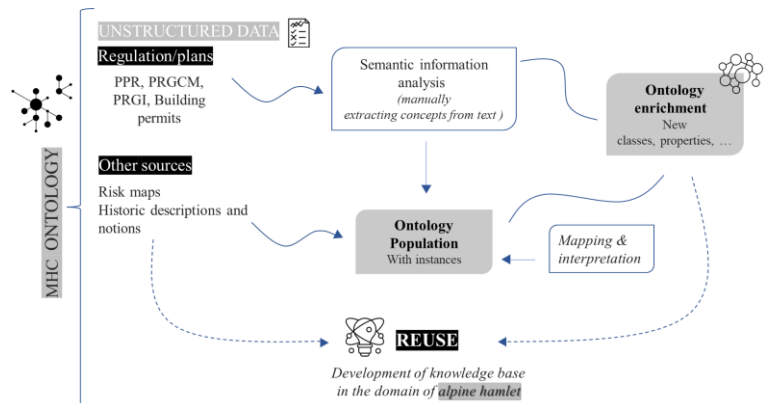 MHC ONTOLOGY
UNSTRUCTURED DATA
Regulation/plans
PPR, PRGCM,
PRGI, Building
permits
Semantic information
analysis
(manually
extracting concepts from text )
Ontology
enrichment
New
classes, properties, …
Other sources
Risk maps
Historic descriptions and
notions
Ontology
Population
With instances
Mapping &
interpretation
REUSE
Development of knowledge base
in the domain of alpine hamlet